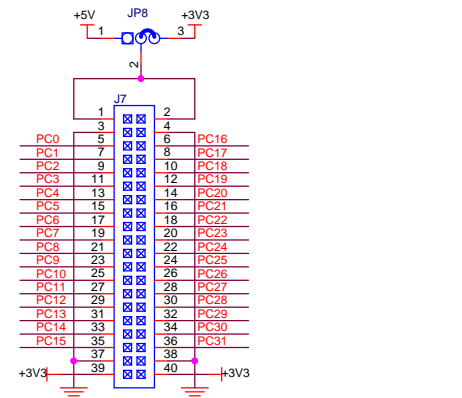 JP8
+5V +3V3
1 3
2
J7
1 2
3 4
PC0 5 6 PC16
PC1 7 8 PC17
PC2 9 10 PC18
PC3 11 12 PC19
PC4 13 14 PC20
PC5 15 16 PC21
PC6 17 18 PC22
PC7 19 20 PC23
PC8 21 22 PC24
PC9 23 24 PC25
PC10 25 26 PC26
PC11 27 28 PC27
PC12 29 30 PC28
PC13 31 32 PC29
PC14 33 34 PC30
PC15 35 36 PC31
37 38
+3V3 39 40 +3V3